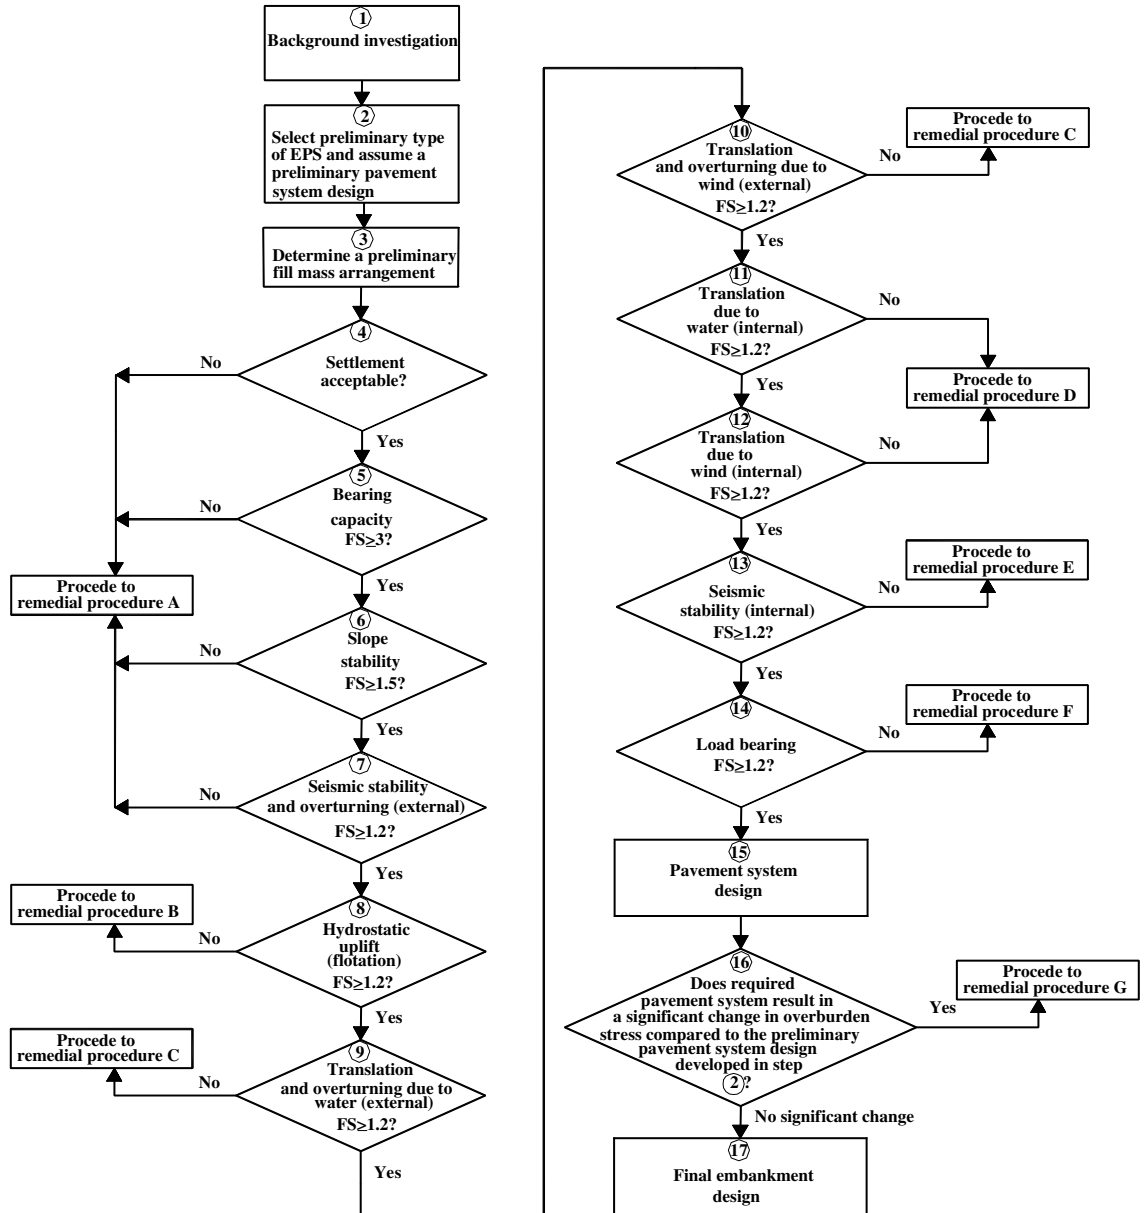 1
Background investigation
2
Select preliminary type
of EPS and assume a
preliminary pavement
system design
3
Determine a preliminary
fill mass arrangement
4
Settlement
acceptable?
No
Yes
5
Bearing
capacity
FS≥3?
No
Yes
Procede to
remedial procedure A
6
Slope
stability
FS≥1.5?
No
Yes
7
Seismic stability
and overturning (external)
FS≥1.2?
No
Yes
Procede to
remedial procedure B
8
Hydrostatic
uplift
(flotation)
FS≥1.2?
No
Yes
Procede to
remedial procedure C
9
Translation
and overturning due to
water (external)
FS≥1.2?
No
Yes
10
Translation
and overturning due to
wind (external)
FS≥1.2?
No
Procede to
remedial procedure C
Yes
11
Translation
due to
water (internal)
FS≥1.2?
No
Yes
Procede to
remedial procedure D
12
Translation
due to
wind (internal)
FS≥1.2?
No
Yes
13
Seismic
stability (internal)
FS≥1.2?
No
Procede to
remedial procedure E
Yes
14
Load bearing
FS≥1.2?
No
Procede to
remedial procedure F
Yes
15
Pavement system
design
16
Does required
pavement system result in
a significant change in overburden
stress compared to the preliminary
pavement system design
developed in step
2?
Yes
Procede to
remedial procedure G
No significant change
17
Final embankment
design